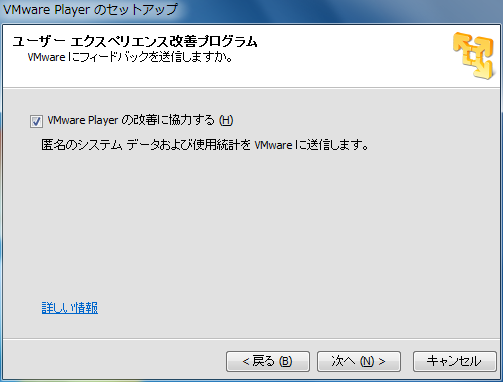 VMware Player のセットアップ
ユーザー エクスペリエンス改善プログラム
VMware にフィードバックを送信しますか。
VMware Player の改善に協力する (H)
匿名のシステム データおよび使用統計を VMware に送信します。
詳しい情報
< 戻る (B)
次へ (N) >
キャンセル